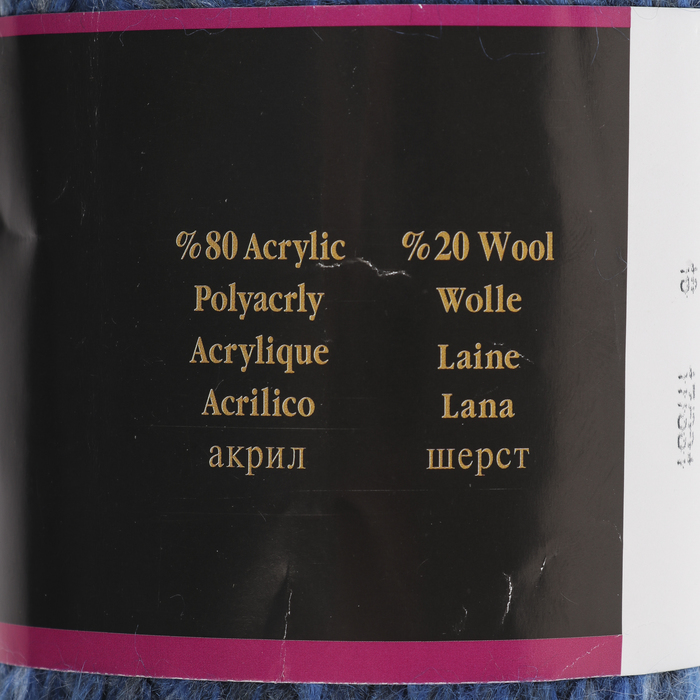 %80 Acrylic
Polyacrly
Acrylique
Acrilico
акрил
%20 Wool
Wolle
Laine
Lana
шерст